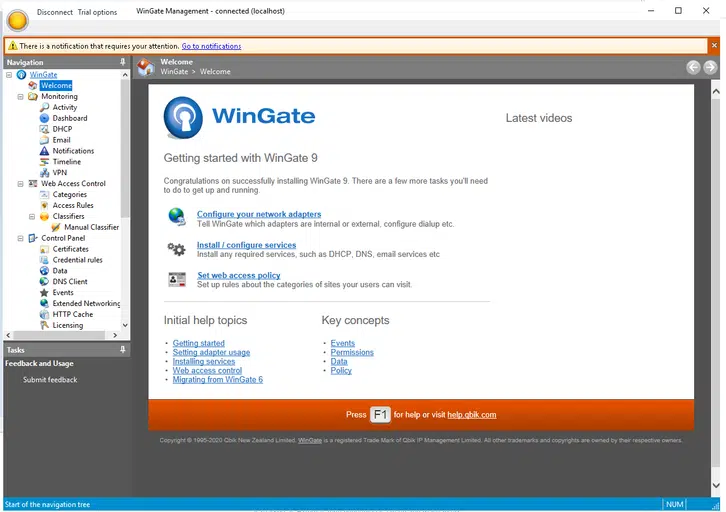 Disconnect Trial options WinGate Management - connected (localhost)
There is a notification that requires your attention. Go to notifications
Navigation
WinGate
Welcome
Monitoring
Activity
Dashboard
DHCP
Email
Notifications
Timeline
VPN
Web Access Control
Categories
Access Rules
Classifiers
Manual Classifier
Control Panel
Certificates
Credential rules
Data
DNS Client
Events
Extended Networking
HTTP Cache
Licensing
Tasks
Feedback and Usage
Submit feedback
Welcome
WinGate > Welcome
WinGate
Latest videos
Getting started with WinGate 9
Congratulations on successfully installing WinGate 9. There are a few more tasks you'll need
to do to get up and running.
Configure your network adapters
Tell WinGate which adapters are internal or external, configure dialup etc.
Install / configure services
Install any required services, such as DHCP, DNS, email services etc
Set web access policy
Set up rules about the categories of sites your users can visit.
Initial help topics
Getting started
Setting adapter usage
Installing services
Web access control
Migrating from WinGate 6
Key concepts
Events
Permissions
Data
Policy
Press F1 for help or visit help.qbik.com
Copyright © 1995-2020 Qbik New Zealand Limited. WinGate is a registered Trade Mark of Qbik IP Management Limited. All other trademarks and copyrights are owned by their respective owners.
Start of the navigation tree
NUM